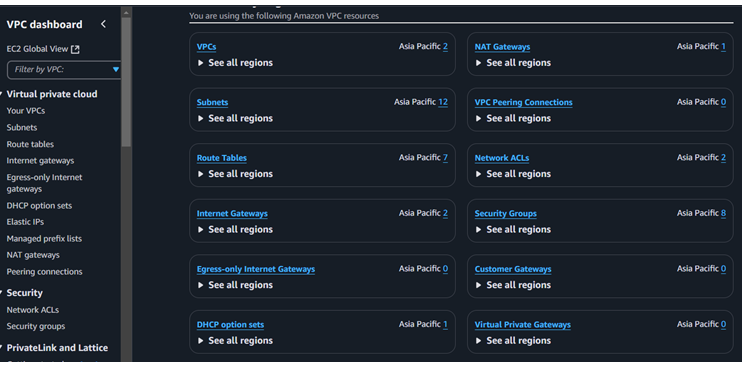 You are using the following Amazon VPC resources
VPC dashboard
EC2 Global View
Filter by VPC:
Virtual private cloud
Your VPCs
Subnets
Route tables
Internet gateways
Egress-only Internet
gateways
DHCP option sets
Elastic IPs
Managed prefix lists
NAT gateways
Peering connections
Security
Network ACLs
Security groups
PrivateLink and Lattice
VPCs Asia Pacific 2
See all regions
NAT Gateways Asia Pacific 1
See all regions
Subnets Asia Pacific 12
See all regions
VPC Peering Connections Asia Pacific 0
See all regions
Route Tables Asia Pacific 7
See all regions
Network ACLs Asia Pacific 2
See all regions
Internet Gateways Asia Pacific 2
See all regions
Security Groups Asia Pacific 8
See all regions
Egress-only Internet Gateways Asia Pacific 0
See all regions
Customer Gateways Asia Pacific 0
See all regions
DHCP option sets Asia Pacific 1
See all regions
Virtual Private Gateways Asia Pacific 0
See all regions